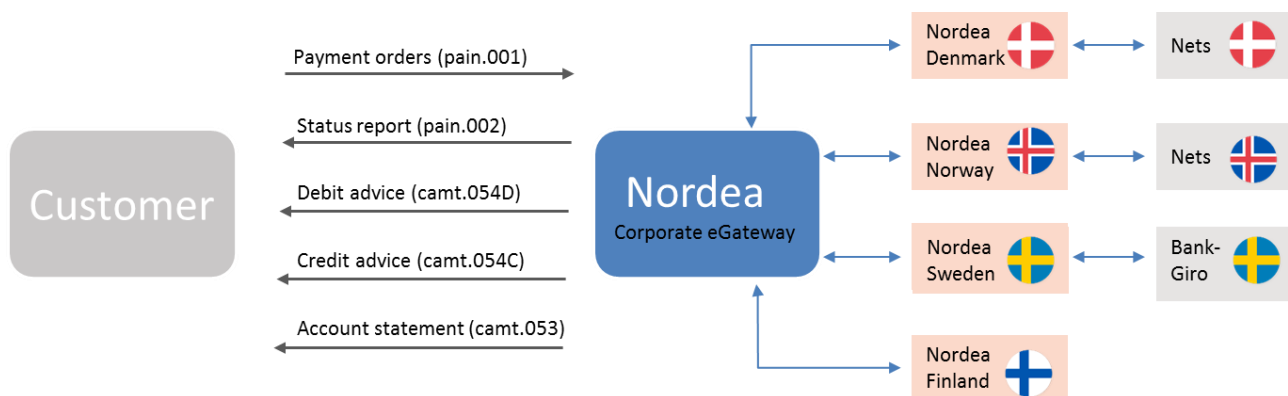 Payment orders (pain.001)
Status report (pain.002)
Debit advice (camt.054D)
Credit advice (camt.054C)
Account statement (camt.053)
Customer
Nordea
Corporate eGateway
Nordea
Denmark
Nets
Nordea
Norway
Nets
Nordea
Sweden
Bank-
Giro
Nordea
Finland